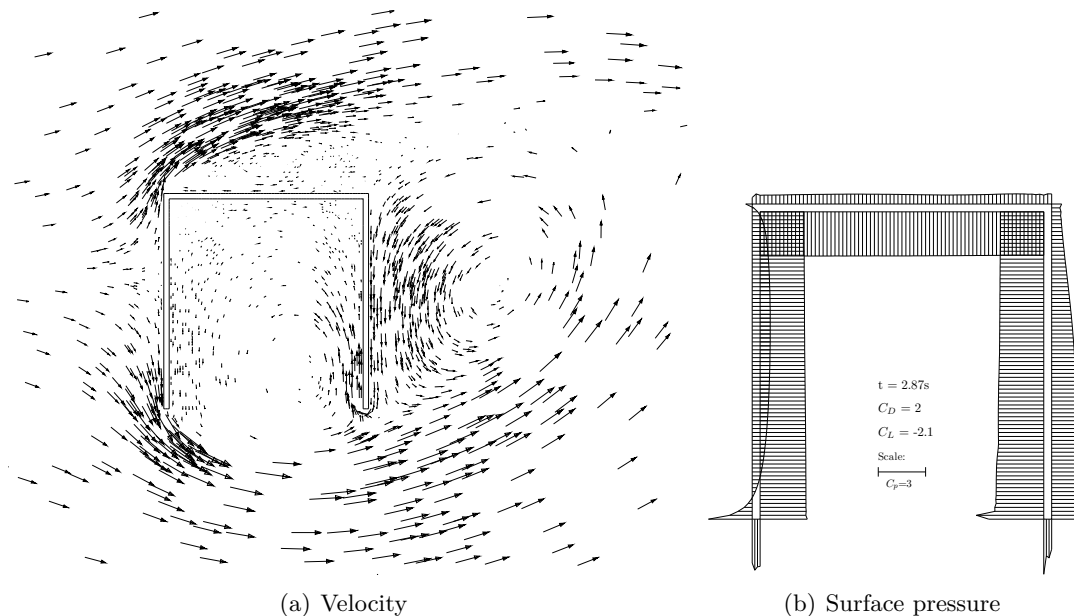 t = 2.87s
C_D = 2
C_L = -2.1
Scale:
C_p=3
(a) Velocity
(b) Surface pressure